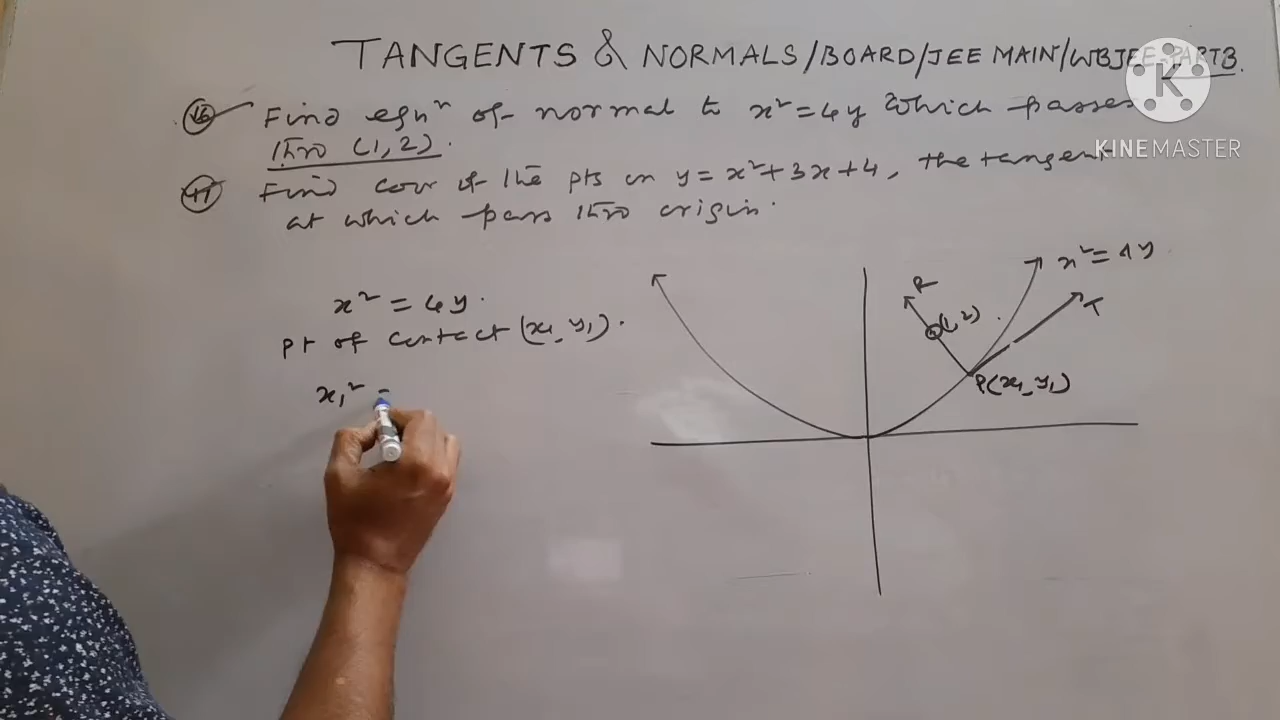 TANGENTS & NORMALS/BOARD/JEE MAIN/WBJEE-PART3.
K
KINEMASTER
16 Find eqnⁿ of normal to x² = 4y which passes
thro (1, 2).
17 Find coor of the pts on y = x² + 3x + 4, the tangent
at which pass thro origin.
x² = 4y.
pt of contact (x₁, y₁).
x₁² =
x² = 4y
R
(1, 2).
T
P(x₁, y₁)